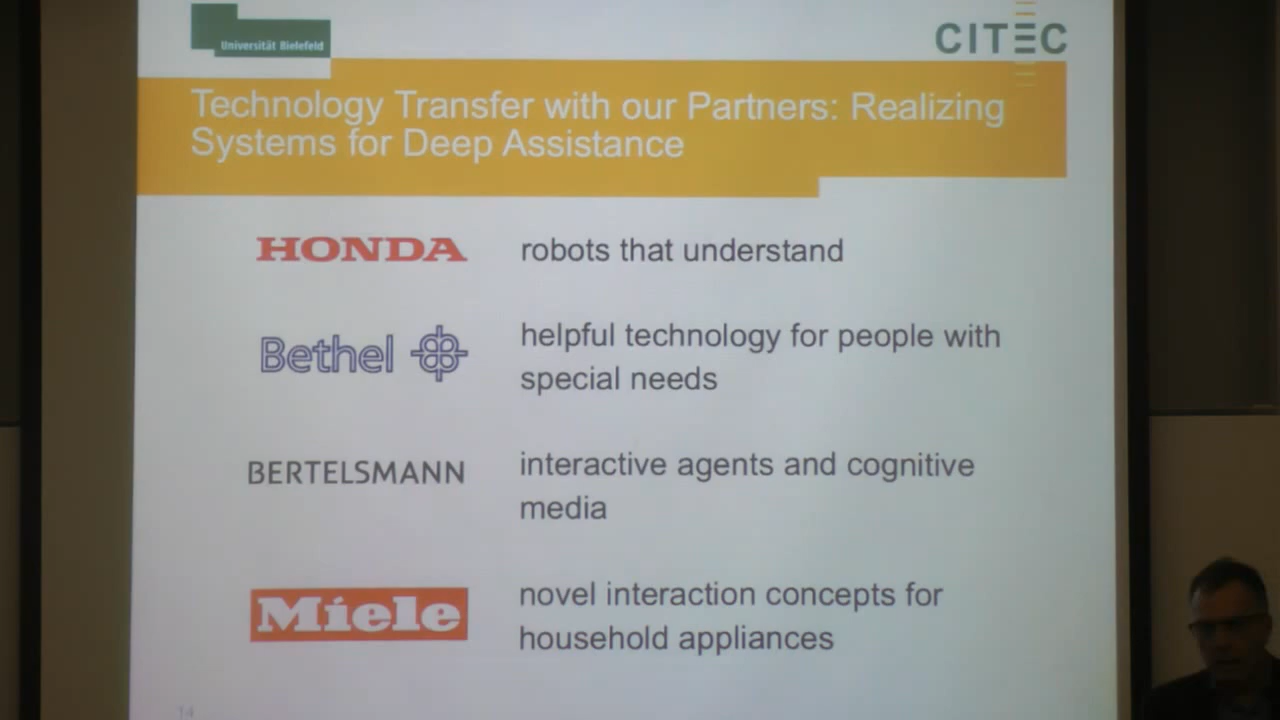 Universität Bielefeld
CITEC
Technology Transfer with our Partners: Realizing
Systems for Deep Assistance
HONDA
robots that understand
Bethel
helpful technology for people with
special needs
BERTELSMANN
interactive agents and cognitive
media
Miele
novel interaction concepts for
household appliances
14